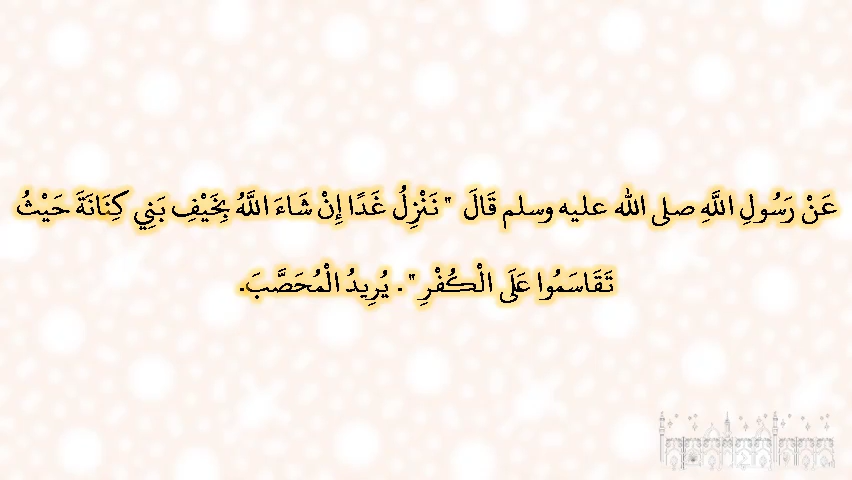 عَنْ رَسُولِ اللَّهِ صلى الله عليه وسلم قَالَ ‏"‏ نَنْزِلُ غَدًا إِنْ شَاءَ اللَّهُ بِخَيْفِ بَنِي كِنَانَةَ حَيْثُ
تَقَاسَمُوا عَلَى الْكُفْرِ ‏"‏‏.‏ يُرِيدُ الْمُحَصَّبَ‏.‏